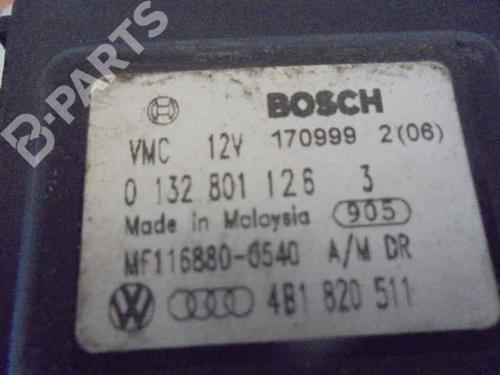 B-PARTS
BOSCH
VMC 12V 170999 2(06)
0 132 801 126 3
Made in Malaysia 905
MF116880-0540 A/M DR
4B1 820 511